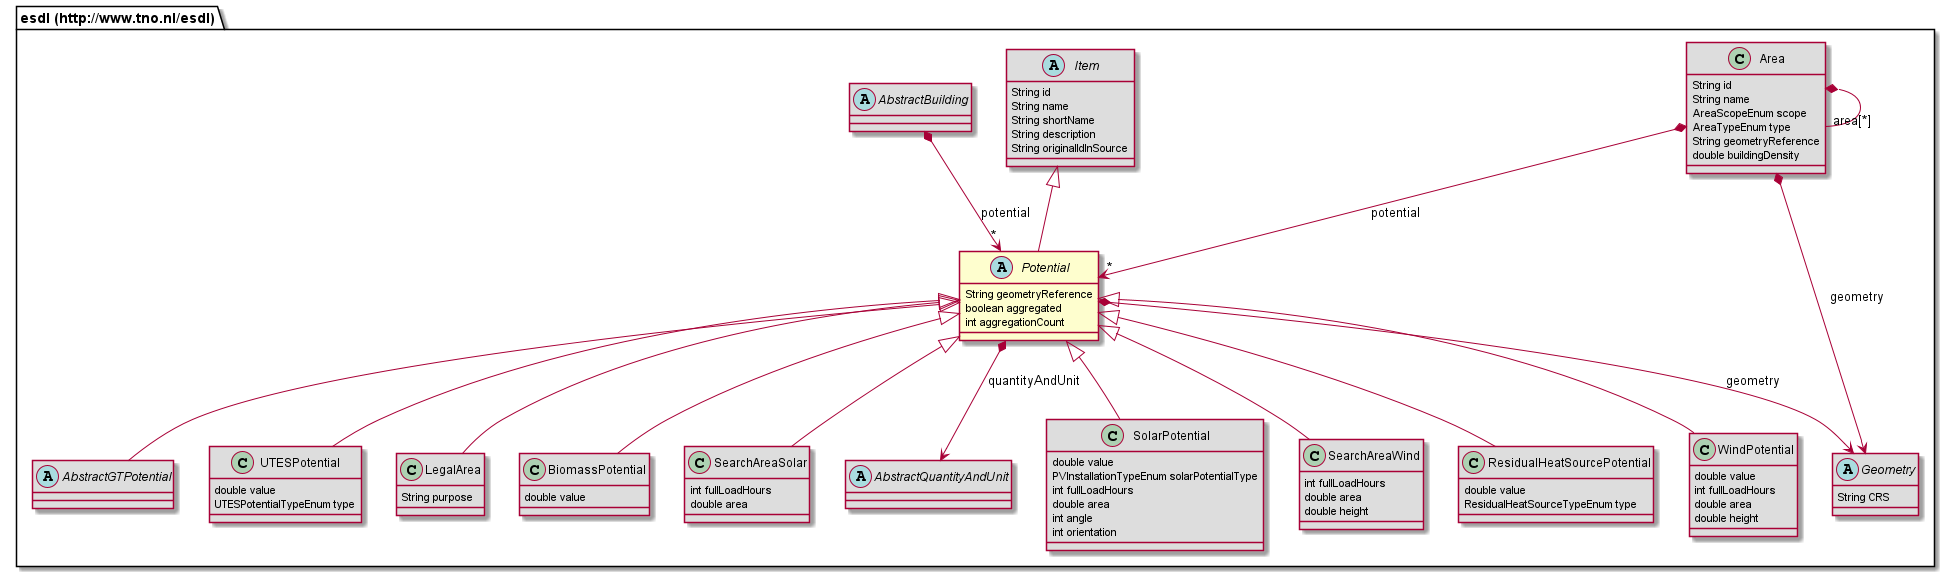 esdl (http://www.tno.nl/esdl)
A AbstractBuilding
A Item
String id
String name
String shortName
String description
String originalIdInSource
C Area
String id
String name
AreaScopeEnum scope
AreaTypeEnum type
String geometryReference
double buildingDensity
area[*]
potential
*
potential
*
geometry
A Potential
String geometryReference
boolean aggregated
int aggregationCount
quantityAndUnit
geometry
A AbstractGTPotential
C UTESPotential
double value
UTESPotentialTypeEnum type
C LegalArea
String purpose
C BiomassPotential
double value
C SearchAreaSolar
int fullLoadHours
double area
A AbstractQuantityAndUnit
C SolarPotential
double value
PVInstallationTypeEnum solarPotentialType
int fullLoadHours
double area
int angle
int orientation
C SearchAreaWind
int fullLoadHours
double area
double height
C ResidualHeatSourcePotential
double value
ResidualHeatSourceTypeEnum type
C WindPotential
double value
int fullLoadHours
double area
double height
A Geometry
String CRS